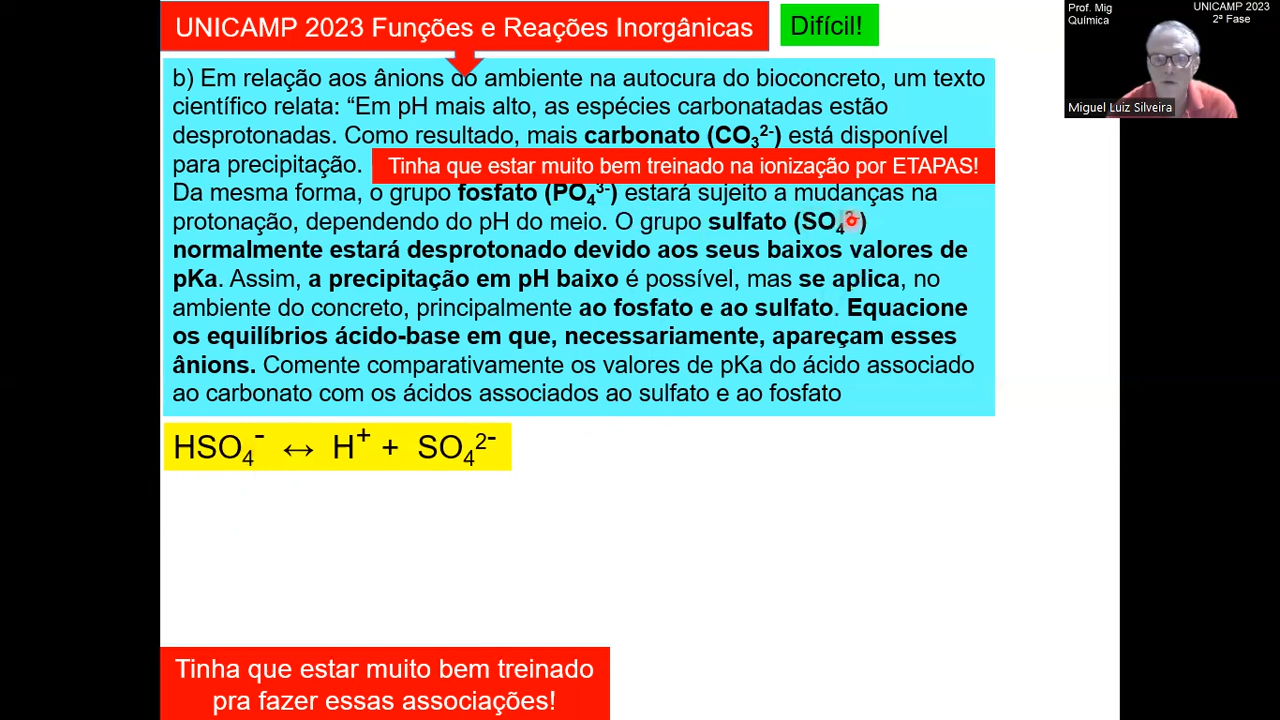 UNICAMP 2023 Funções e Reações Inorgânicas
Difícil!
Prof. Mig
Química
UNICAMP 2023
2ª Fase
Miguel Luiz Silveira
b) Em relação aos ânions do ambiente na autocura do bioconcreto, um texto
científico relata: “Em pH mais alto, as espécies carbonatadas estão
desprotonadas. Como resultado, mais carbonato (CO₃²⁻) está disponível
para precipitação.
Tinha que estar muito bem treinado na ionização por ETAPAS!
Da mesma forma, o grupo fosfato (PO₄³⁻) estará sujeito a mudanças na
protonação, dependendo do pH do meio. O grupo sulfato (SO₄²⁻)
normalmente estará desprotonado devido aos seus baixos valores de
pKa. Assim, a precipitação em pH baixo é possível, mas se aplica, no
ambiente do concreto, principalmente ao fosfato e ao sulfato. Equacione
os equilíbrios ácido-base em que, necessariamente, apareçam esses
ânions. Comente comparativamente os valores de pKa do ácido associado
ao carbonato com os ácidos associados ao sulfato e ao fosfato
HSO₄⁻ ↔ H⁺ + SO₄²⁻
Tinha que estar muito bem treinado
pra fazer essas associações!